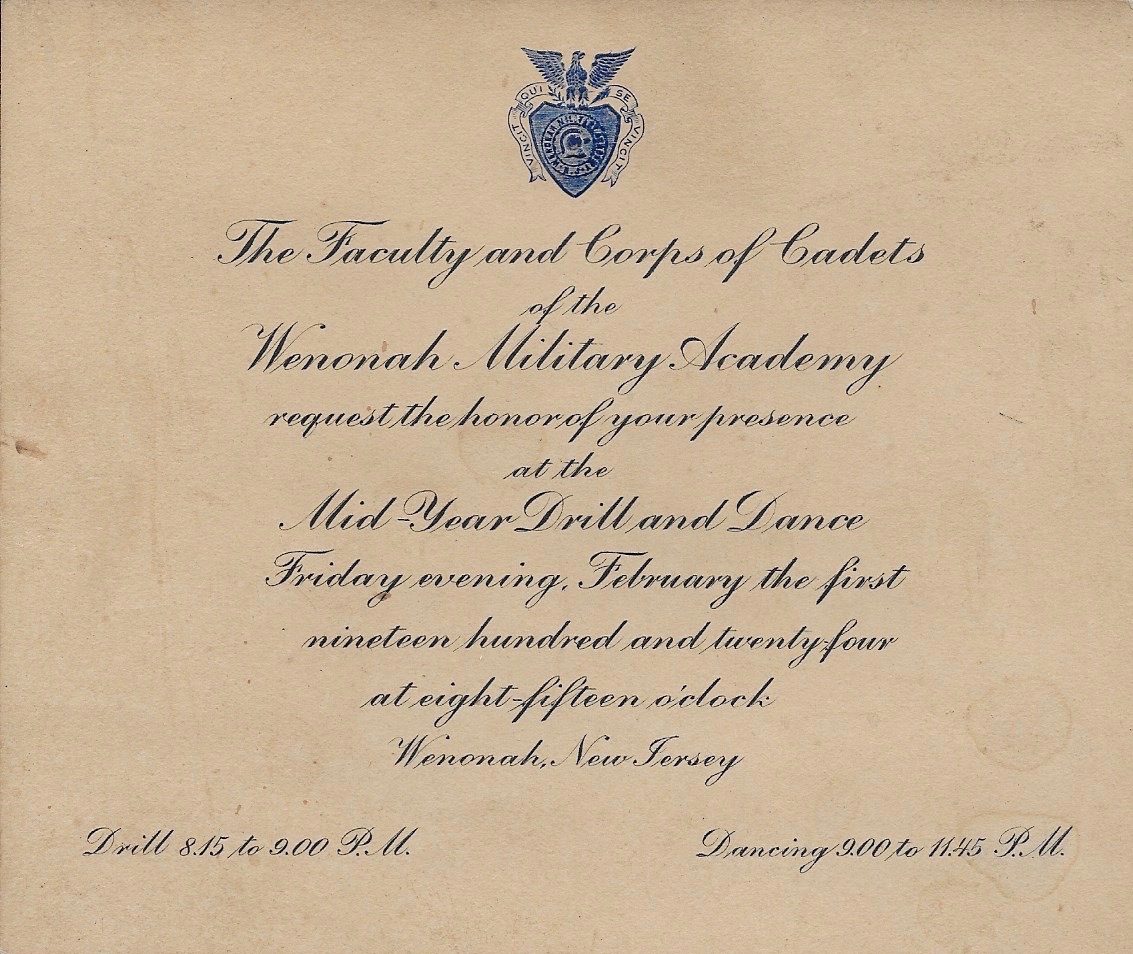 VINCIT QUI SE VINCIT
The Faculty and Corps of Cadets
of the
Wenonah Military Academy
request the honor of your presence
at the
Mid-Year Drill and Dance
Friday evening, February the first
nineteen hundred and twenty-four
at eight-fifteen o'clock
Wenonah, New Jersey
Drill 8.15 to 9.00 P.M.
Dancing 9.00 to 11.45 P.M.